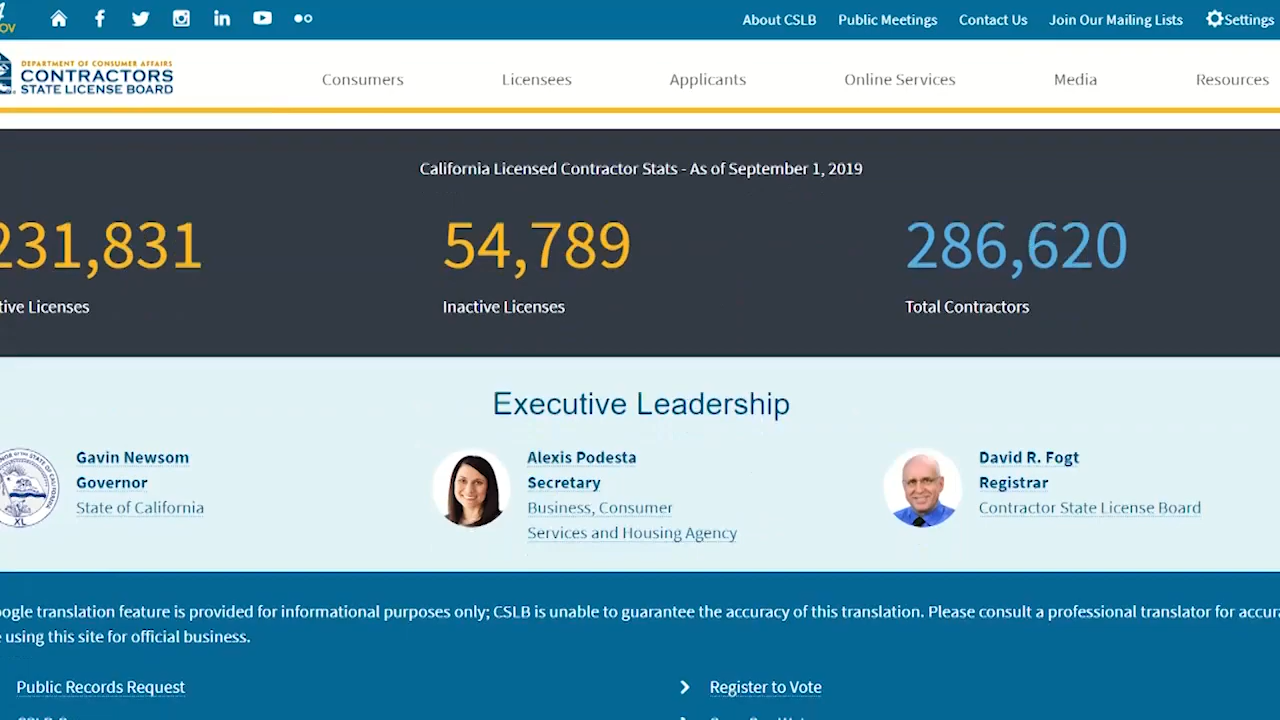 OV
About CSLB Public Meetings Contact Us Join Our Mailing Lists Settings
DEPARTMENT OF CONSUMER AFFAIRS
CONTRACTORS
STATE LICENSE BOARD
Consumers Licensees Applicants Online Services Media Resources
California Licensed Contractor Stats - As of September 1, 2019
231,831 54,789 286,620
tive Licenses Inactive Licenses Total Contractors
Executive Leadership
Gavin Newsom
Governor
State of California
Alexis Podesta
Secretary
Business, Consumer
Services and Housing Agency
David R. Fogt
Registrar
Contractor State License Board
oogle translation feature is provided for informational purposes only; CSLB is unable to guarantee the accuracy of this translation. Please consult a professional translator for accura
using this site for official business.
Public Records Request
Register to Vote